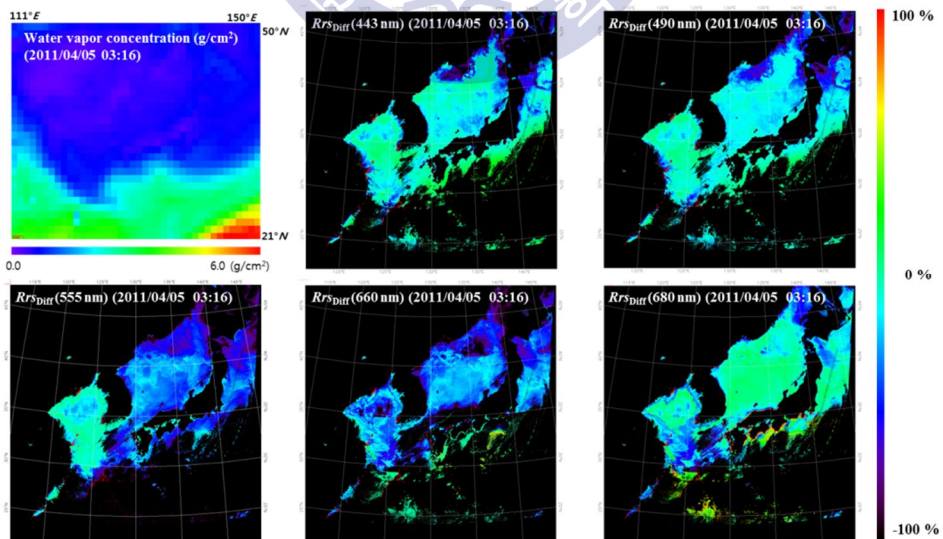 111°E
150°E
50°N
Water vapor concentration (g/cm²)
(2011/04/05 03:16)
21°N
0.0
6.0 (g/cm²)
RrsDiff(443 nm) (2011/04/05 03:16)
RrsDiff(490 nm) (2011/04/05 03:16)
100 %
0 %
-100 %
RrsDiff(555 nm) (2011/04/05 03:16)
RrsDiff(660 nm) (2011/04/05 03:16)
RrsDiff(680 nm) (2011/04/05 03:16)